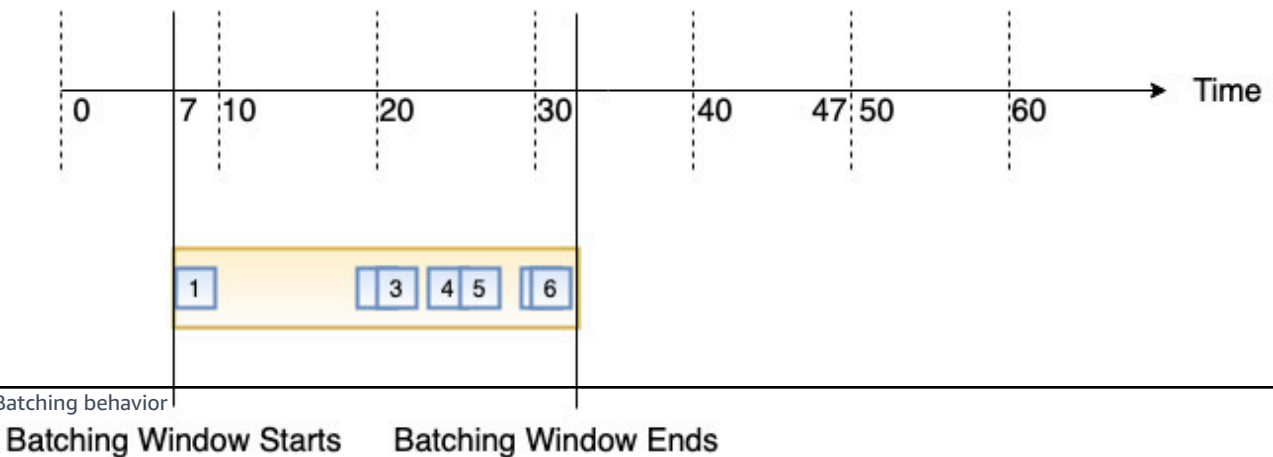 Time
0 7 10 20 30 40 47 50 60
1 3 4 5 6
Batching behavior
Batching Window Starts Batching Window Ends